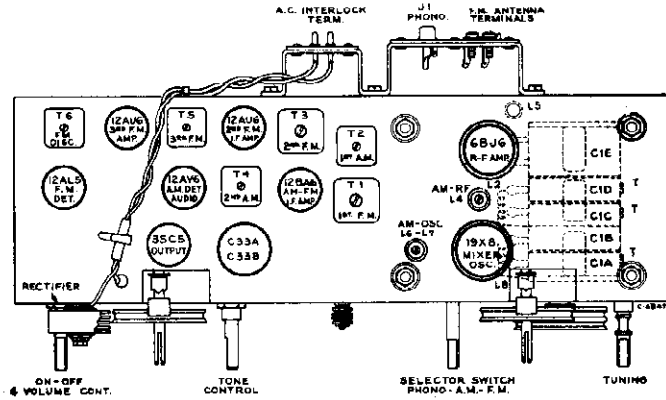 A.C. INTERLOCK
TERM.
J1
PHONO.
F.M. ANTENNA
TERMINALS
T6
F.M.
DISC.
12AU6
3RD F.M.
AMP.
T5
3RD F.M.
12AU6
2ND F.M.
I.F. AMP.
T3
2ND F.M.
T2
1ST A.M.
6BJ6
R-F AMP.
L5
C1E
12AL5
F.M.
DET.
12AV6
A.M. DET
AUDIO
T4
2ND A.M.
12BA6
AM-FM
I.F. AMP.
T1
1ST F.M.
AM-RF
L4
L2
C1D
T
C1C
T
35C5
OUTPUT
C33A
C33B
AM-OSC
L6-L7
19X8
MIXER
OSC.
C1B
T
C1A
L8
RECTIFIER
ON-OFF
& VOLUME CONT.
TONE
CONTROL
SELECTOR SWITCH
PHONO-A.M.-F.M.
TUNING